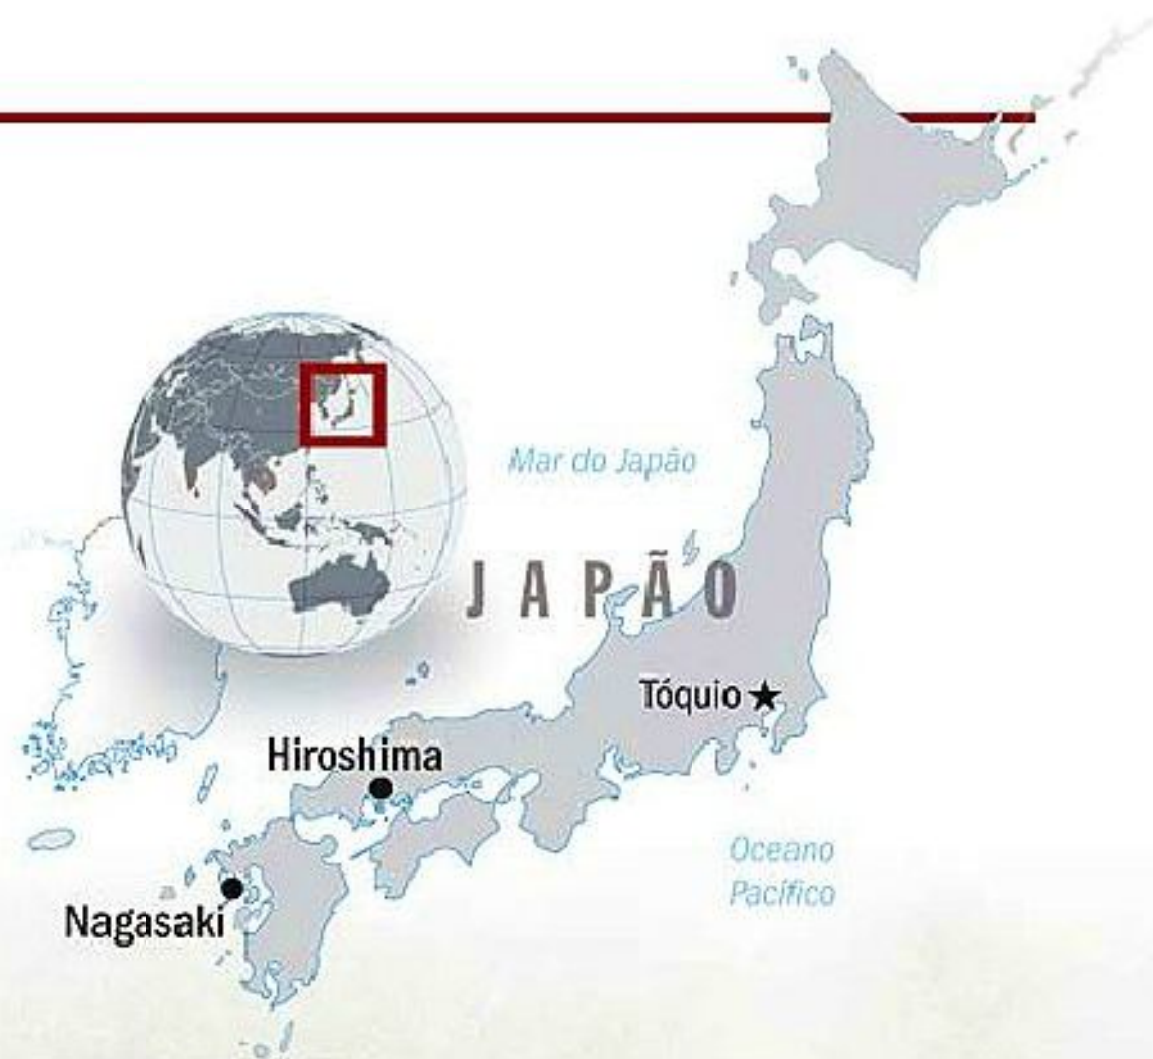 Mar do Japão
JAPÃO
Tóquio
Hiroshima
Oceano
Pacífico
Nagasaki